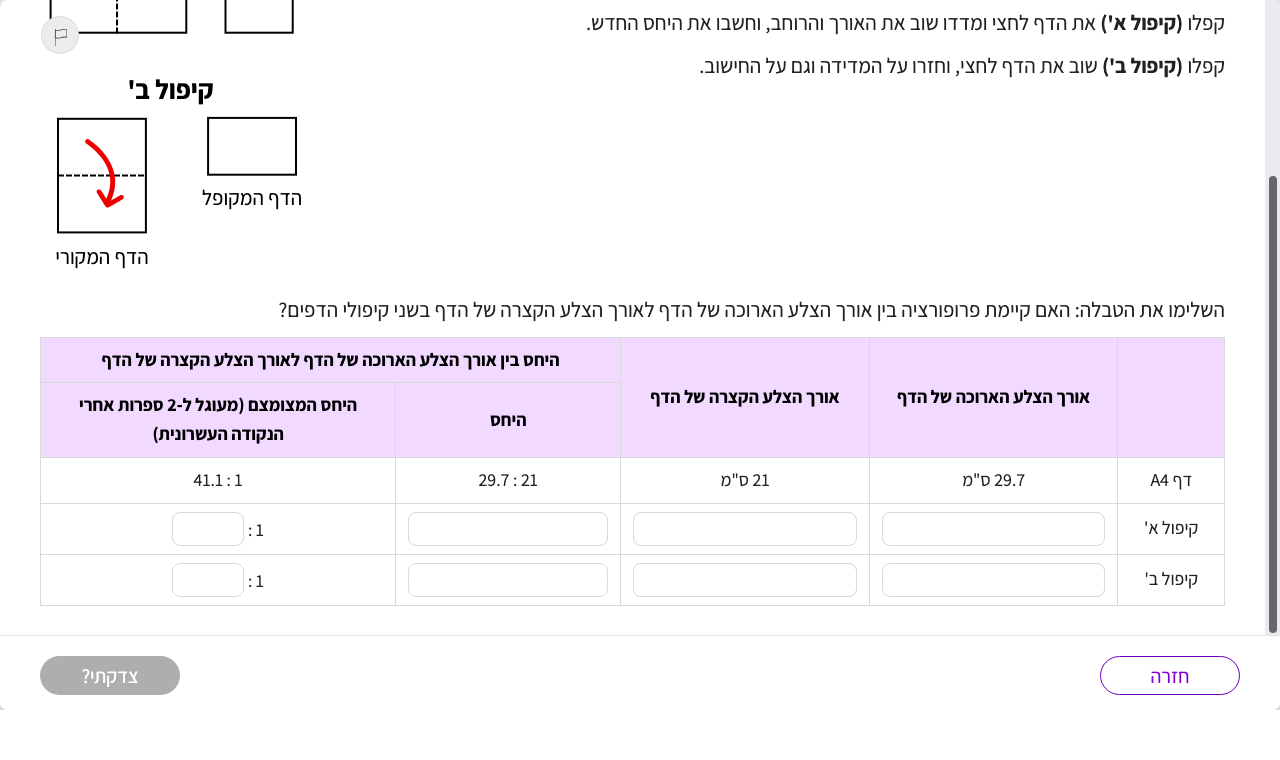 קפלו (קיפול א') את הדף לחצי ומדדו שוב את האורך והרוחב, וחשבו את היחס החדש.
קפלו (קיפול ב') שוב את הדף לחצי, וחזרו על המדידה וגם על החישוב.
קיפול ב'
הדף המקופל
הדף המקורי
השלימו את הטבלה: האם קיימת פרופורציה בין אורך הצלע הארוכה של הדף לאורך הצלע הקצרה של הדף בשני קיפולי הדפים?
אורך הצלע הארוכה של הדף
אורך הצלע הקצרה של הדף
היחס בין אורך הצלע הארוכה של הדף לאורך הצלע הקצרה של הדף
היחס
היחס המצומצם (מעוגל ל-2 ספרות אחרי
הנקודה העשרונית)
דף A4
29.7 ס"מ
21 ס"מ
29.7 : 21
41.1 : 1
קיפול א'
: 1
קיפול ב'
: 1
חזרה
צדקתי?